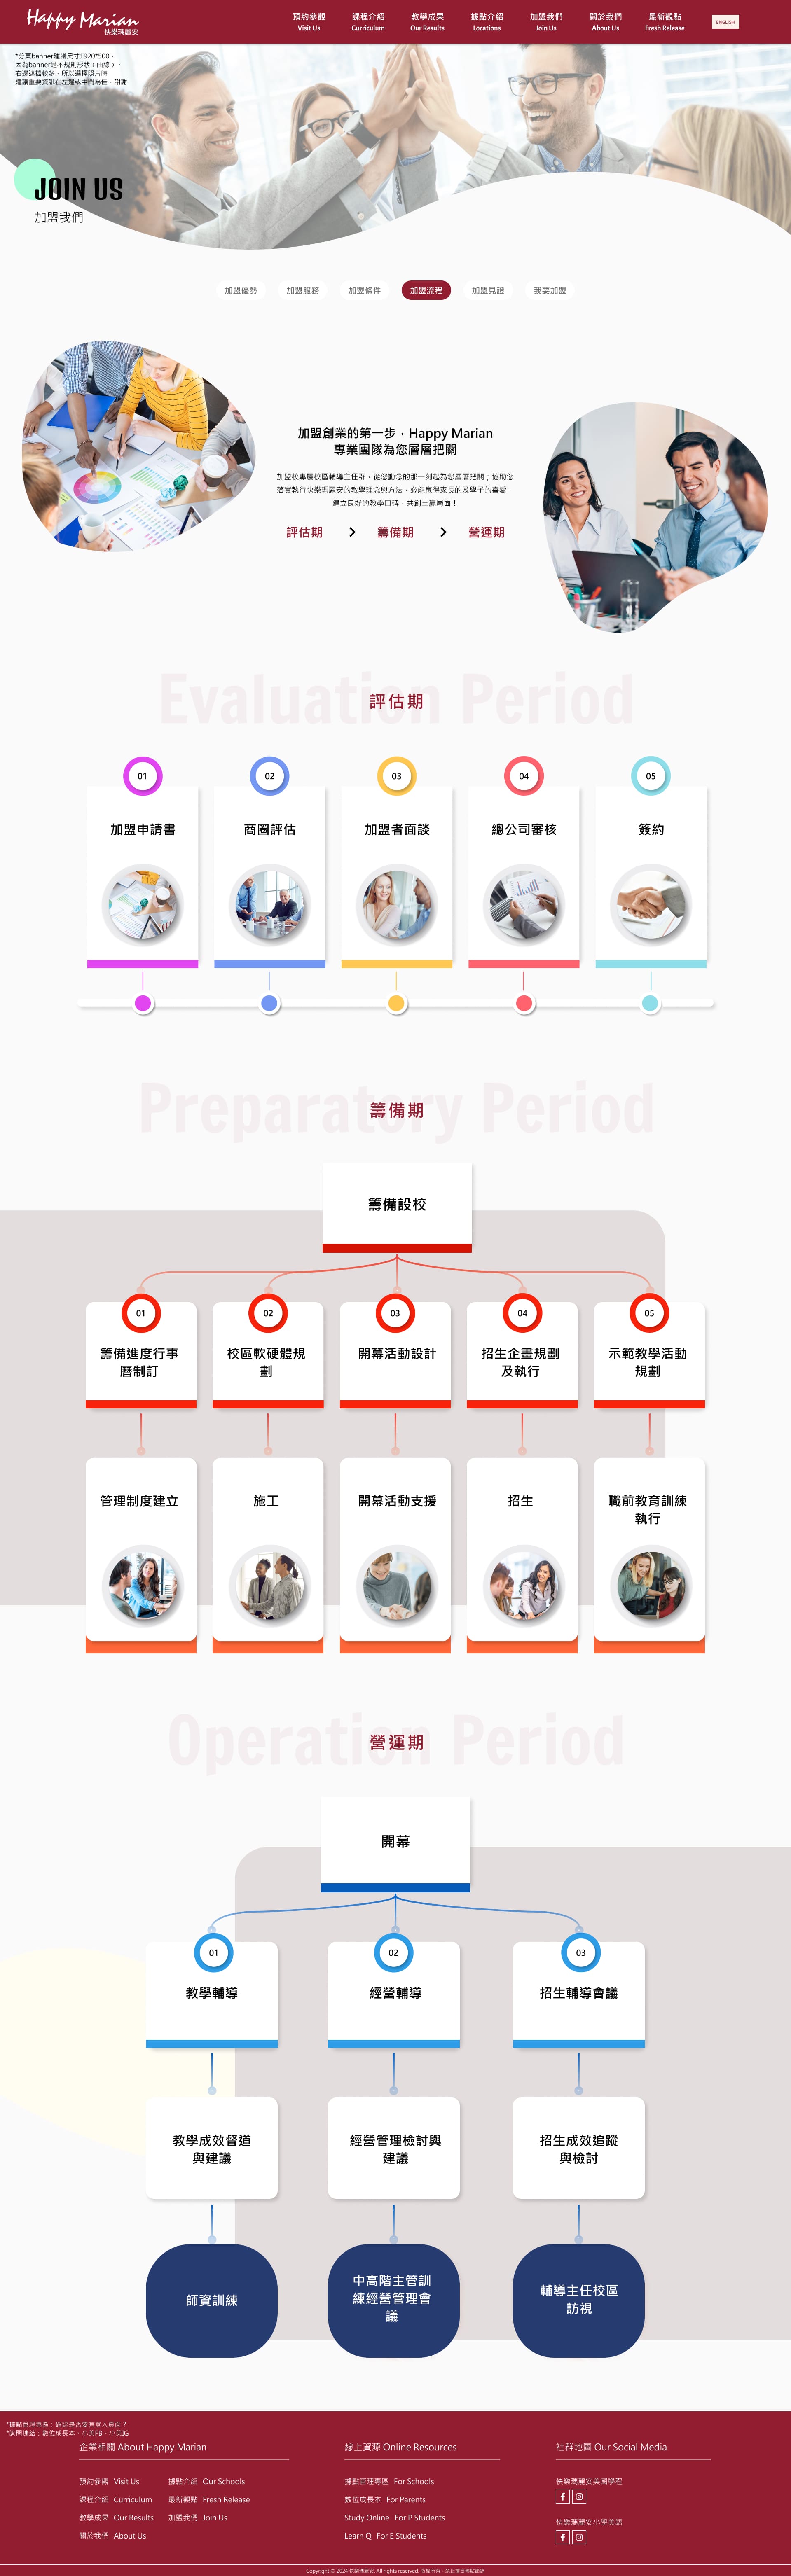 Happy Marian
快樂瑪麗安
預約參觀
Visit Us
課程介紹
Curriculum
教學成果
Our Results
據點介紹
Locations
加盟我們
Join Us
關於我們
About Us
最新觀點
Fresh Release
ENGLISH
*分頁banner建議尺寸1920*500，
因為banner是不規則形狀（曲線），
右邊遮擋較多，所以選擇照片時
建議重要資訊在左邊或中間為佳，謝謝
JOIN US
加盟我們
加盟優勢
加盟服務
加盟條件
加盟流程
加盟見證
我要加盟
加盟創業的第一步，Happy Marian
專業團隊為您層層把關
加盟校專屬校區輔導主任群，從您動念的那一刻起為您層層把關；協助您
落實執行快樂瑪麗安的教學理念與方法，必能贏得家長的及學子的喜愛，
建立良好的教學口碑，共創三贏局面！
評估期 > 籌備期 > 營運期
Evaluation Period
評估期
01
02
03
04
05
加盟申請書
商圈評估
加盟者面談
總公司審核
簽約
Preparatory Period
籌備期
籌備設校
01
02
03
04
05
籌備進度行事
曆制訂
校區軟硬體規
劃
開幕活動設計
招生企畫規劃
及執行
示範教學活動
規劃
管理制度建立
施工
開幕活動支援
招生
職前教育訓練
執行
Operation Period
營運期
開幕
01
02
03
教學輔導
經營輔導
招生輔導會議
教學成效督道
與建議
經營管理檢討與
建議
招生成效追蹤
與檢討
師資訓練
中高階主管訓
練經營管理會
議
輔導主任校區
訪視
*據點管理專區：確認是否要有登入頁面？
*詢問連結：數位成長本、小美FB、小美IG
企業相關 About Happy Marian
預約參觀 Visit Us
課程介紹 Curriculum
教學成果 Our Results
關於我們 About Us
據點介紹 Our Schools
最新觀點 Fresh Release
加盟我們 Join Us
線上資源 Online Resources
據點管理專區 For Schools
數位成長本 For Parents
Study Online For P Students
Learn Q For E Students
社群地圖 Our Social Media
快樂瑪麗安美國學程
快樂瑪麗安小學美語
Copyright © 2024 快樂瑪麗安. All rights reserved. 版權所有．禁止擅自轉貼節錄